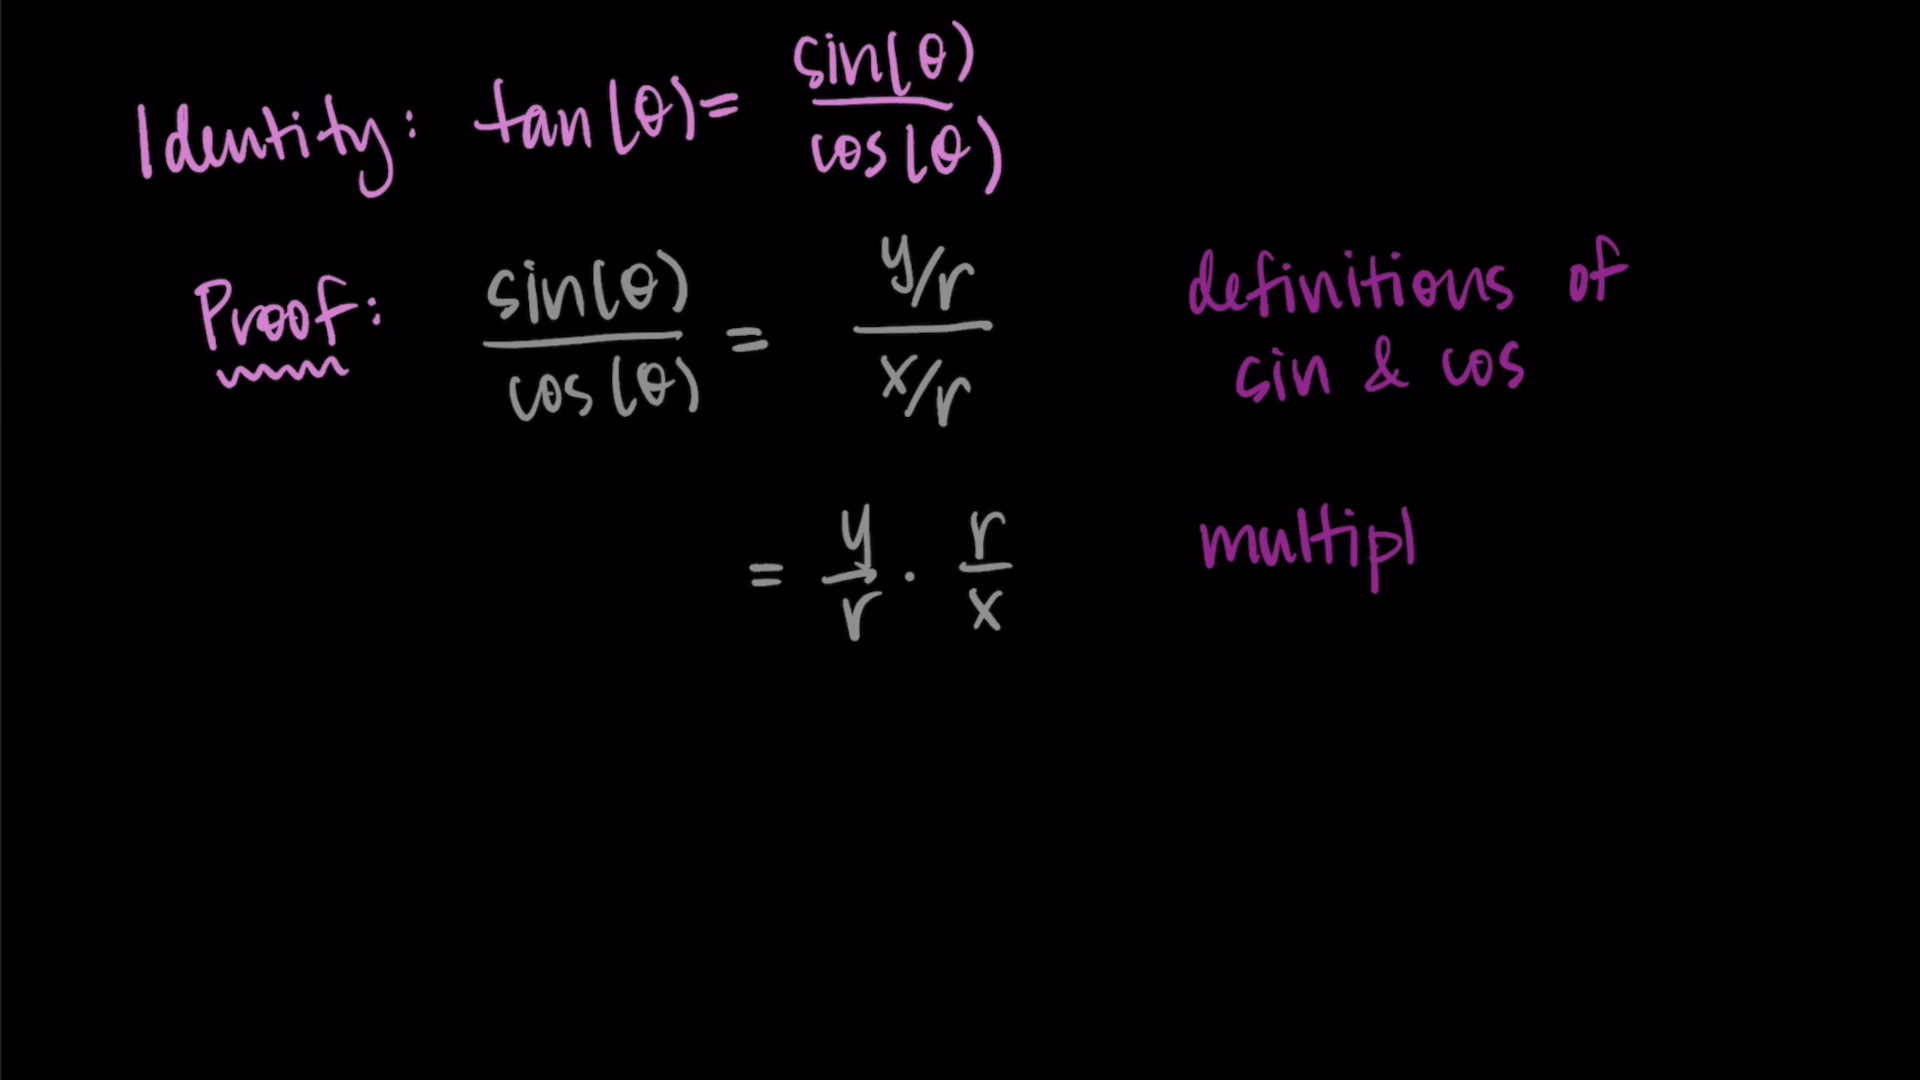 Identity: tan(θ) = sin(θ)/cos(θ)
Proof: sin(θ)/cos(θ) = (y/r)/(x/r) definitions of
sin & cos
= y/r · r/x multipl